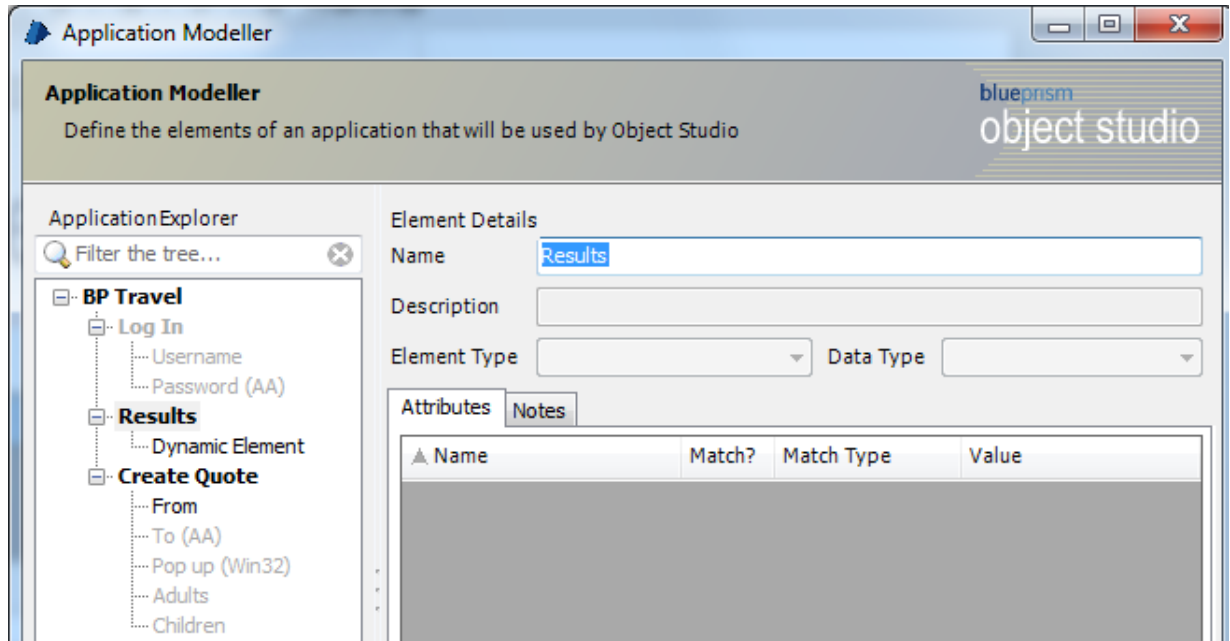 Application Modeller
Application Modeller
Define the elements of an application that will be used by Object Studio
blueprism
object studio
Application Explorer
Filter the tree...
BP Travel
Log In
Username
Password (AA)
Results
Dynamic Element
Create Quote
From
To (AA)
Pop up (Win32)
Adults
Children
Element Details
Name Results
Description
Element Type Data Type
Attributes Notes
Name Match? Match Type Value